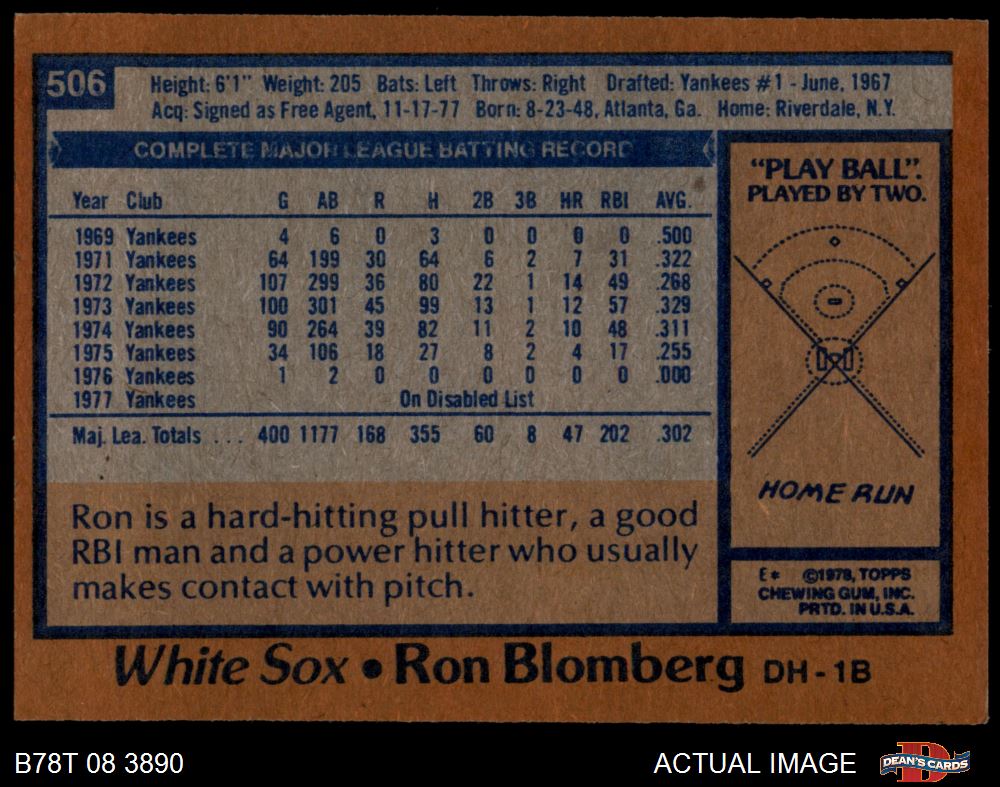 506
Height: 6'1" Weight: 205 Bats: Left Throws: Right Drafted: Yankees #1 - June, 1967
Acq: Signed as Free Agent, 11-17-77 Born: 8-23-48, Atlanta, Ga. Home: Riverdale, N.Y.
COMPLETE MAJOR LEAGUE BATTING RECORD
Year Club G AB R H 2B 3B HR RBI AVG.
1969 Yankees 4 6 0 3 0 0 0 0 .500
1971 Yankees 64 199 30 64 6 2 7 31 .322
1972 Yankees 107 299 36 80 22 1 14 49 .268
1973 Yankees 100 301 45 99 13 1 12 57 .329
1974 Yankees 90 264 39 82 11 2 10 48 .311
1975 Yankees 34 106 18 27 8 2 4 17 .255
1976 Yankees 1 2 0 0 0 0 0 0 .000
1977 Yankees On Disabled List
Maj. Lea. Totals ... 400 1177 168 355 60 8 47 202 .302
Ron is a hard-hitting pull hitter, a good
RBI man and a power hitter who usually
makes contact with pitch.
"PLAY BALL".
PLAYED BY TWO.
HOME RUN
E* ©1978, TOPPS
CHEWING GUM, INC.
PRTD. IN U.S.A.
White Sox • Ron Blomberg DH - 1B
B78T 08 3890
ACTUAL IMAGE
DEAN'S CARDS